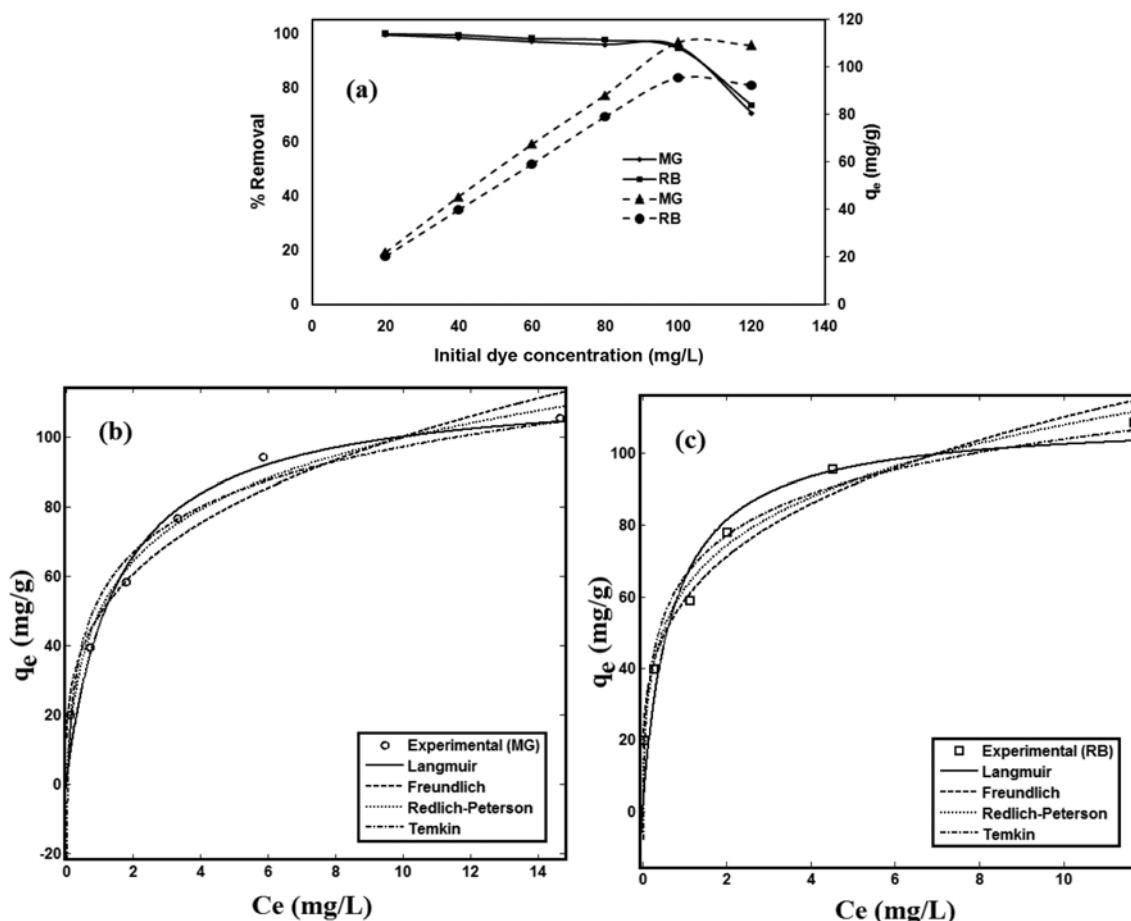 (a)
% Removal
100
80
60
40
20
0
120
100
80
60
40
20
0
qe (mg/g)
MG
RB
MG
RB
0 20 40 60 80 100 120 140
Initial dye concentration (mg/L)
(b)
qe (mg/g)
100
80
60
40
20
0
-20
Experimental (MG)
Langmuir
Freundlich
Redlich-Peterson
Temkin
0 2 4 6 8 10 12 14
Ce (mg/L)
(c)
qe (mg/g)
100
80
60
40
20
0
Experimental (RB)
Langmuir
Freundlich
Redlich-Peterson
Temkin
0 2 4 6 8 10
Ce (mg/L)